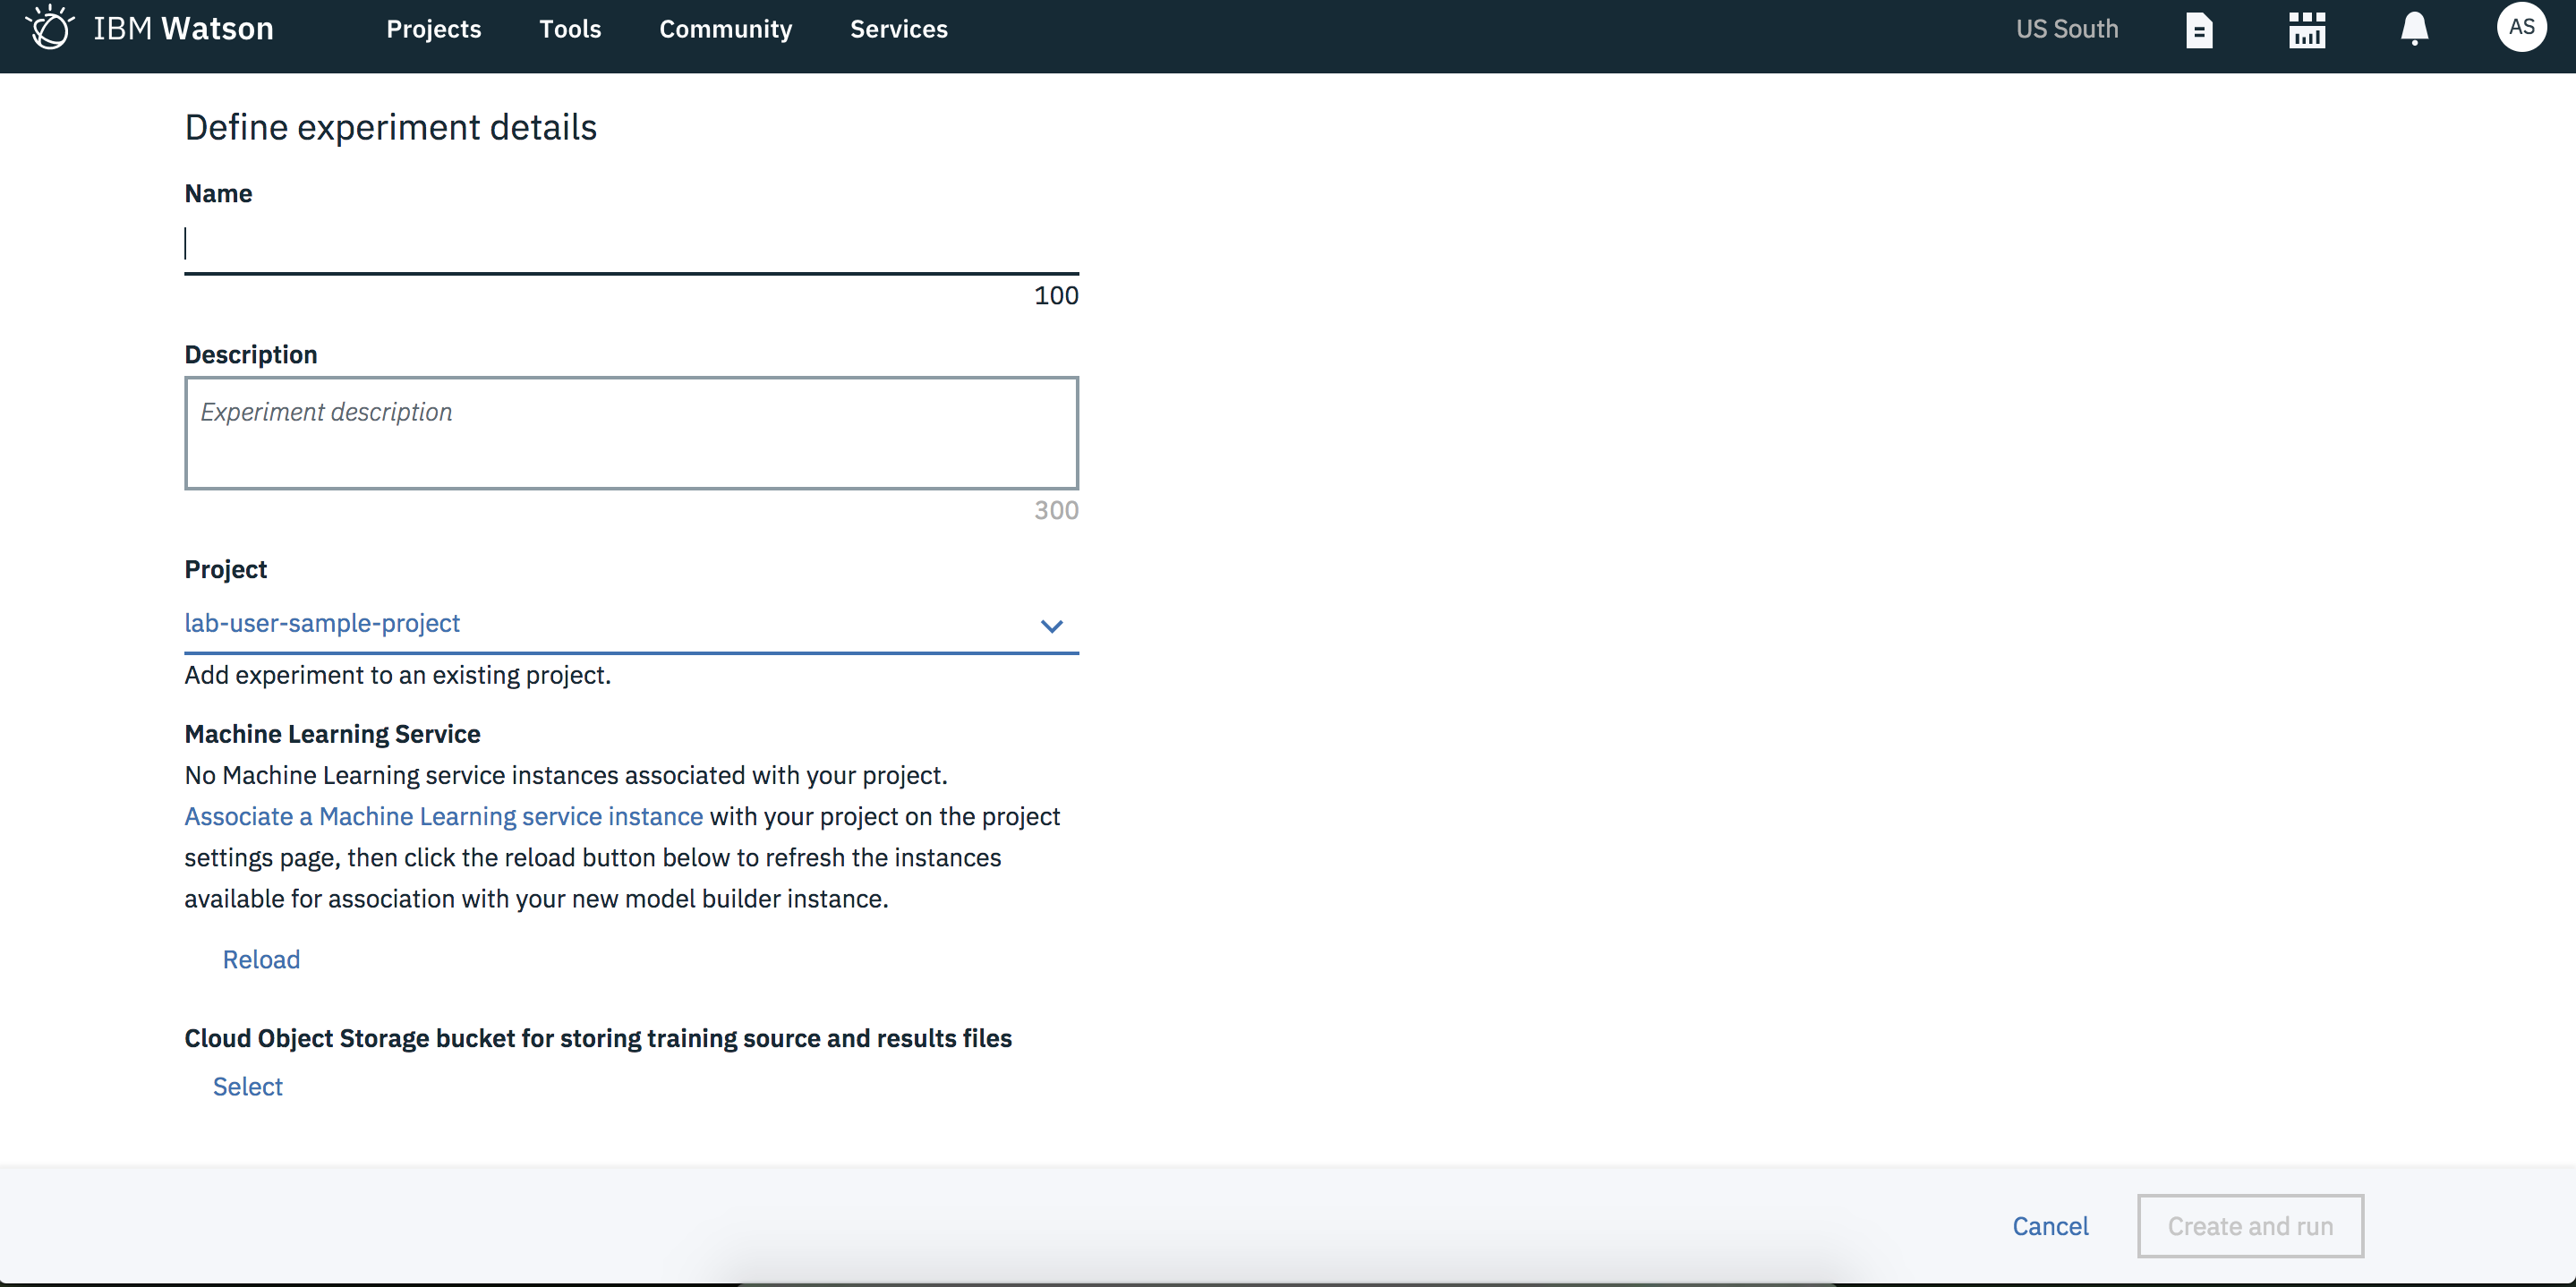 IBM Watson Projects Tools Community Services US South AS
Define experiment details
Name
100
Description
Experiment description
300
Project
lab-user-sample-project
Add experiment to an existing project.
Machine Learning Service
No Machine Learning service instances associated with your project.
Associate a Machine Learning service instance with your project on the project
settings page, then click the reload button below to refresh the instances
available for association with your new model builder instance.
Reload
Cloud Object Storage bucket for storing training source and results files
Select
Cancel Create and run